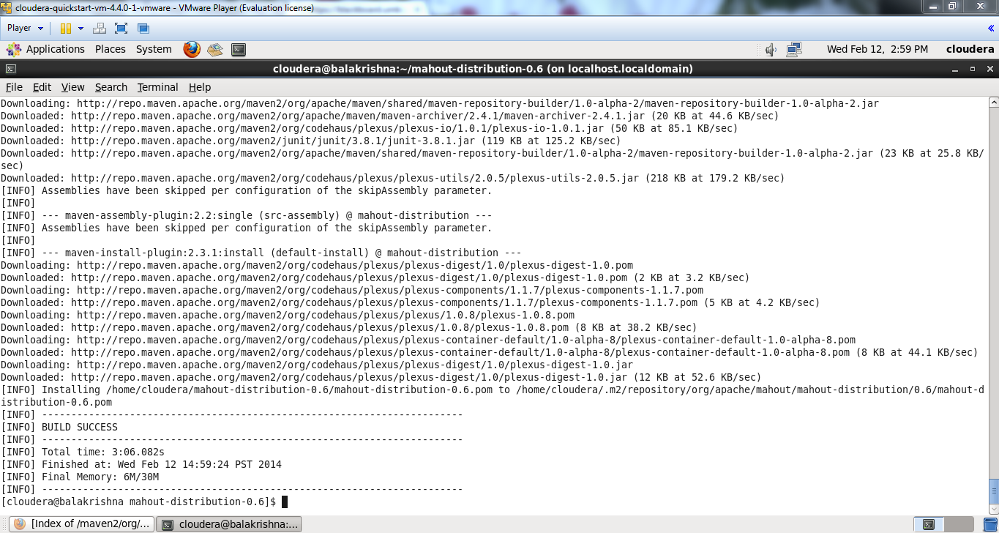 cloudera-quickstart-vm-4.4.0-1-vmware - VMware Player (Evaluation license)
Player
Applications Places System Wed Feb 12, 2:59 PM cloudera
cloudera@balakrishna:~/mahout-distribution-0.6 (on localhost.localdomain)
File Edit View Search Terminal Help
Downloading: http://repo.maven.apache.org/maven2/org/apache/maven/shared/maven-repository-builder/1.0-alpha-2/maven-repository-builder-1.0-alpha-2.jar
Downloaded: http://repo.maven.apache.org/maven2/org/apache/maven/maven-archiver/2.4.1/maven-archiver-2.4.1.jar (20 KB at 44.6 KB/sec)
Downloaded: http://repo.maven.apache.org/maven2/org/codehaus/plexus/plexus-io/1.0.1/plexus-io-1.0.1.jar (50 KB at 85.1 KB/sec)
Downloaded: http://repo.maven.apache.org/maven2/junit/junit/3.8.1/junit-3.8.1.jar (119 KB at 125.2 KB/sec)
Downloaded: http://repo.maven.apache.org/maven2/org/apache/maven/shared/maven-repository-builder/1.0-alpha-2/maven-repository-builder-1.0-alpha-2.jar (23 KB at 25.8 KB/
sec)
Downloaded: http://repo.maven.apache.org/maven2/org/codehaus/plexus/plexus-utils/2.0.5/plexus-utils-2.0.5.jar (218 KB at 179.2 KB/sec)
[INFO] Assemblies have been skipped per configuration of the skipAssembly parameter.
[INFO]
[INFO] --- maven-assembly-plugin:2.2:single (src-assembly) @ mahout-distribution ---
[INFO] Assemblies have been skipped per configuration of the skipAssembly parameter.
[INFO]
[INFO] --- maven-install-plugin:2.3.1:install (default-install) @ mahout-distribution ---
Downloading: http://repo.maven.apache.org/maven2/org/codehaus/plexus/plexus-digest/1.0/plexus-digest-1.0.pom
Downloaded: http://repo.maven.apache.org/maven2/org/codehaus/plexus/plexus-digest/1.0/plexus-digest-1.0.pom (2 KB at 3.2 KB/sec)
Downloading: http://repo.maven.apache.org/maven2/org/codehaus/plexus/plexus-components/1.1.7/plexus-components-1.1.7.pom
Downloaded: http://repo.maven.apache.org/maven2/org/codehaus/plexus/plexus-components/1.1.7/plexus-components-1.1.7.pom (5 KB at 4.2 KB/sec)
Downloading: http://repo.maven.apache.org/maven2/org/codehaus/plexus/plexus/1.0.8/plexus-1.0.8.pom
Downloaded: http://repo.maven.apache.org/maven2/org/codehaus/plexus/plexus/1.0.8/plexus-1.0.8.pom (8 KB at 38.2 KB/sec)
Downloading: http://repo.maven.apache.org/maven2/org/codehaus/plexus/plexus-container-default/1.0-alpha-8/plexus-container-default-1.0-alpha-8.pom
Downloaded: http://repo.maven.apache.org/maven2/org/codehaus/plexus/plexus-container-default/1.0-alpha-8/plexus-container-default-1.0-alpha-8.pom (8 KB at 44.1 KB/sec)
Downloading: http://repo.maven.apache.org/maven2/org/codehaus/plexus/plexus-digest/1.0/plexus-digest-1.0.jar
Downloaded: http://repo.maven.apache.org/maven2/org/codehaus/plexus/plexus-digest/1.0/plexus-digest-1.0.jar (12 KB at 52.6 KB/sec)
[INFO] Installing /home/cloudera/mahout-distribution-0.6/mahout-distribution-0.6.pom to /home/cloudera/.m2/repository/org/apache/mahout/mahout-distribution/0.6/mahout-d
istribution-0.6.pom
[INFO] ------------------------------------------------------------------------
[INFO] BUILD SUCCESS
[INFO] ------------------------------------------------------------------------
[INFO] Total time: 3:06.082s
[INFO] Finished at: Wed Feb 12 14:59:24 PST 2014
[INFO] Final Memory: 6M/30M
[INFO] ------------------------------------------------------------------------
[cloudera@balakrishna mahout-distribution-0.6]$
[Index of /maven2/org/... cloudera@balakrishna:...